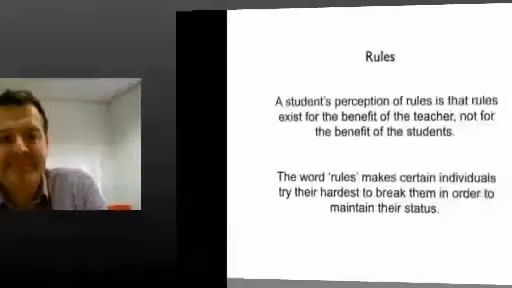 Rules
A student's perception of rules is that rules
exist for the benefit of the teacher, not for
the benefit of the students.
The word 'rules' makes certain individuals
try their hardest to break them in order to
maintain their status.